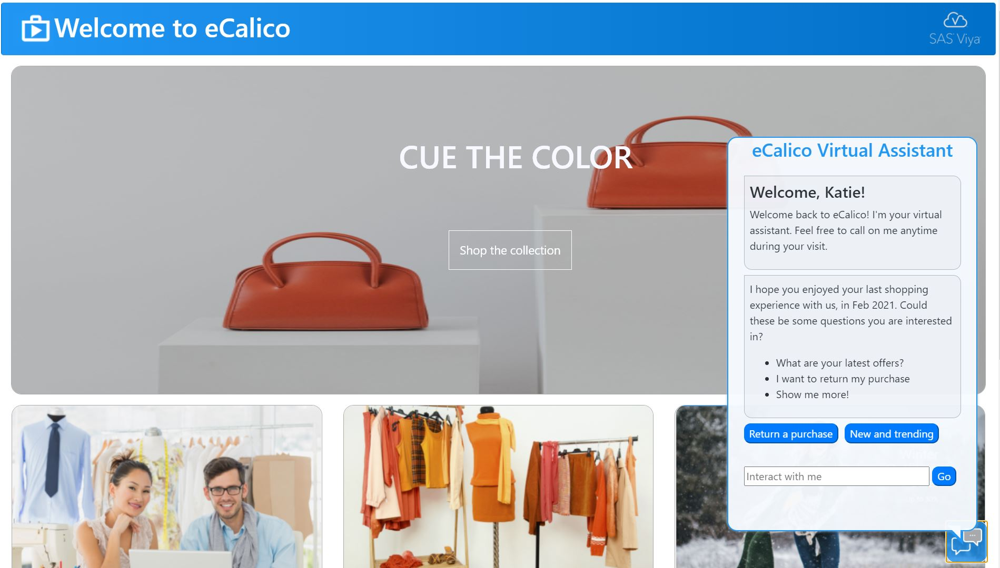 Welcome to eCalico
SAS Viya
CUE THE COLOR
Shop the collection
eCalico Virtual Assistant
Welcome, Katie!
Welcome back to eCalico! I'm your virtual
assistant. Feel free to call on me anytime
during your visit.
I hope you enjoyed your last shopping
experience with us, in Feb 2021. Could
these be some questions you are interested
in?
• What are your latest offers?
• I want to return my purchase
• Show me more!
Return a purchase
New and trending
Winter
Interact with me
Go
up to 30%